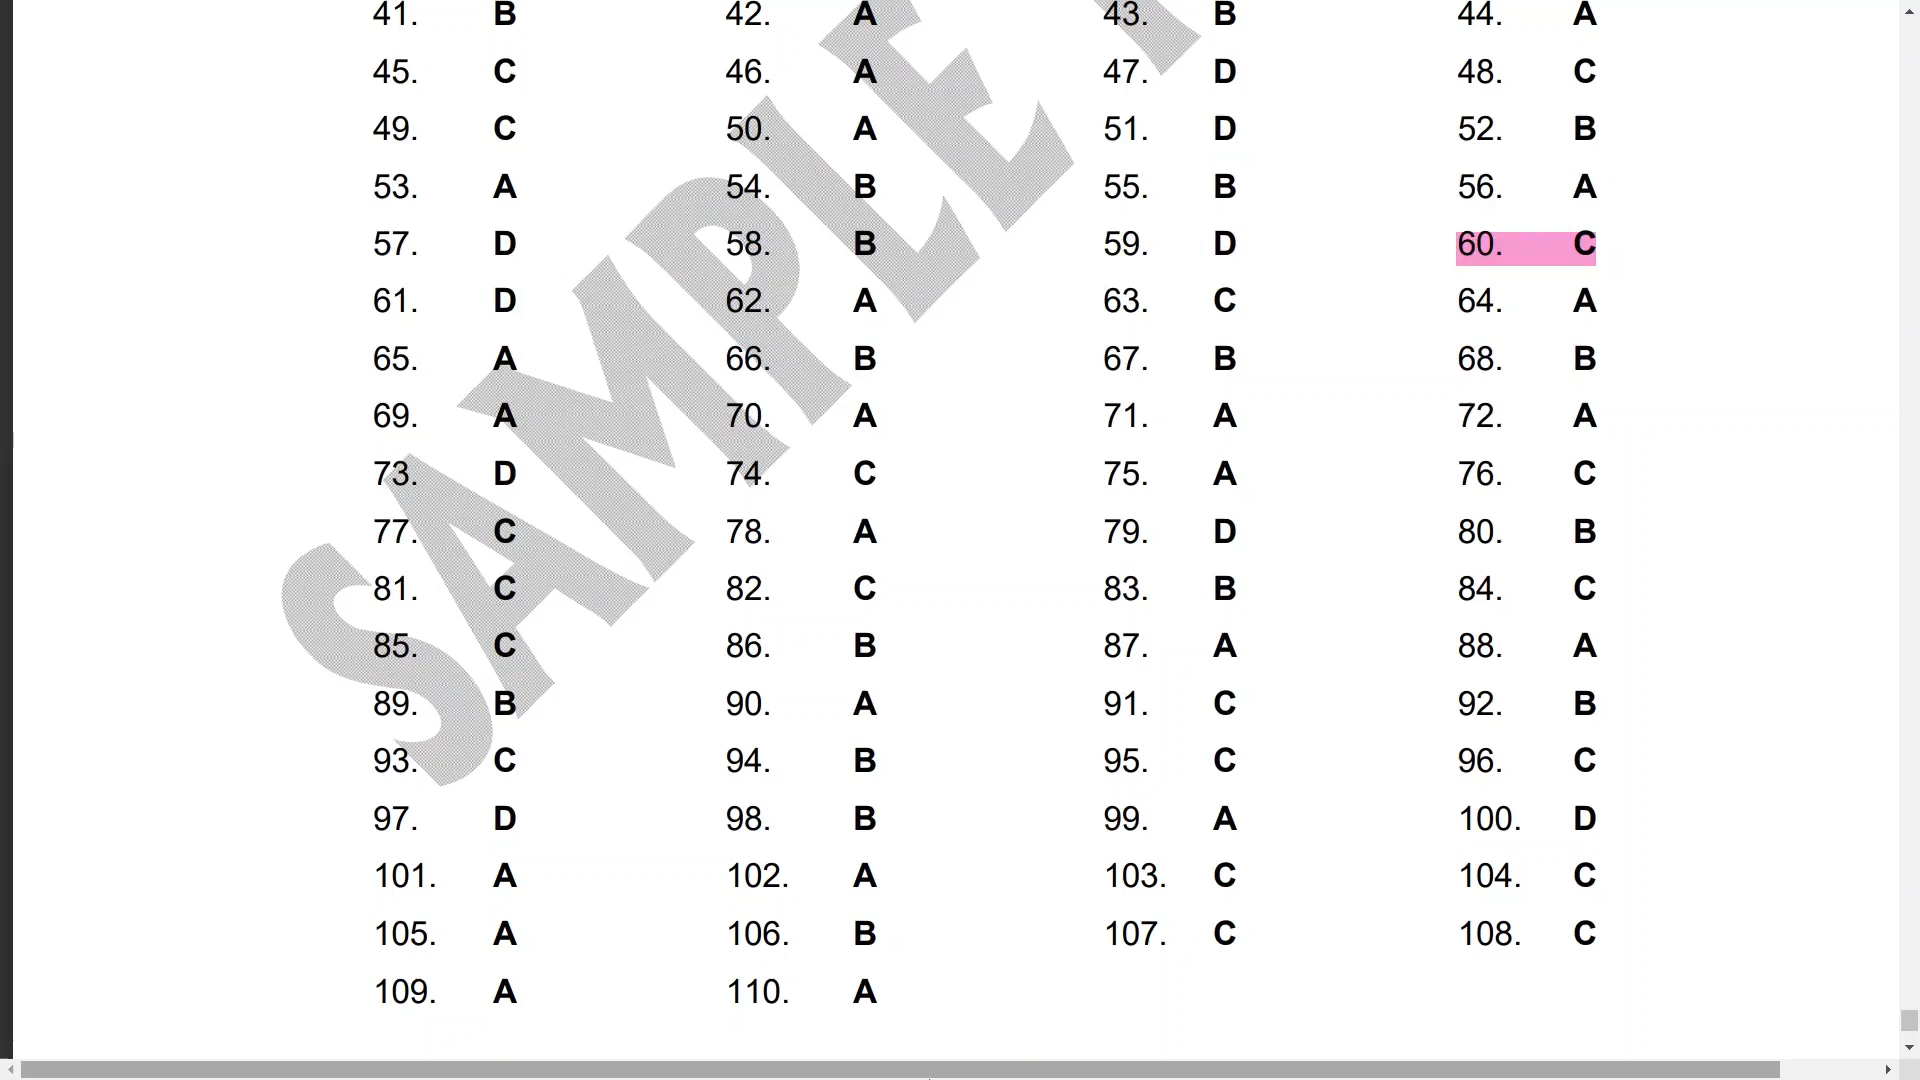 41. B 42. A 43. B 44. A
45. C 46. A 47. D 48. C
49. C 50. A 51. D 52. B
53. A 54. B 55. B 56. A
57. D 58. B 59. D 60. C
61. D 62. A 63. C 64. A
65. A 66. B 67. B 68. B
69. A 70. A 71. A 72. A
73. D 74. C 75. A 76. C
77. C 78. A 79. D 80. B
81. C 82. C 83. B 84. C
85. C 86. B 87. A 88. A
89. B 90. A 91. C 92. B
93. C 94. B 95. C 96. C
97. D 98. B 99. A 100. D
101. A 102. A 103. C 104. C
105. A 106. B 107. C 108. C
109. A 110. A
SAMPLE